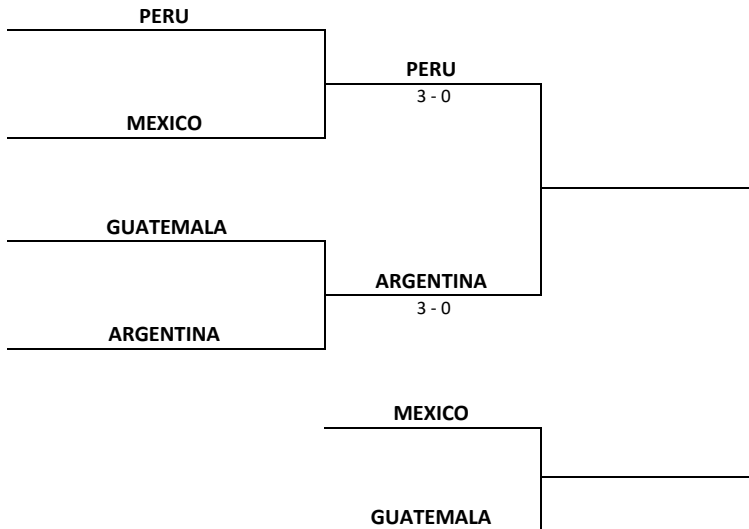 PERU
PERU
3 - 0
MEXICO
GUATEMALA
ARGENTINA
3 - 0
ARGENTINA
MEXICO
GUATEMALA